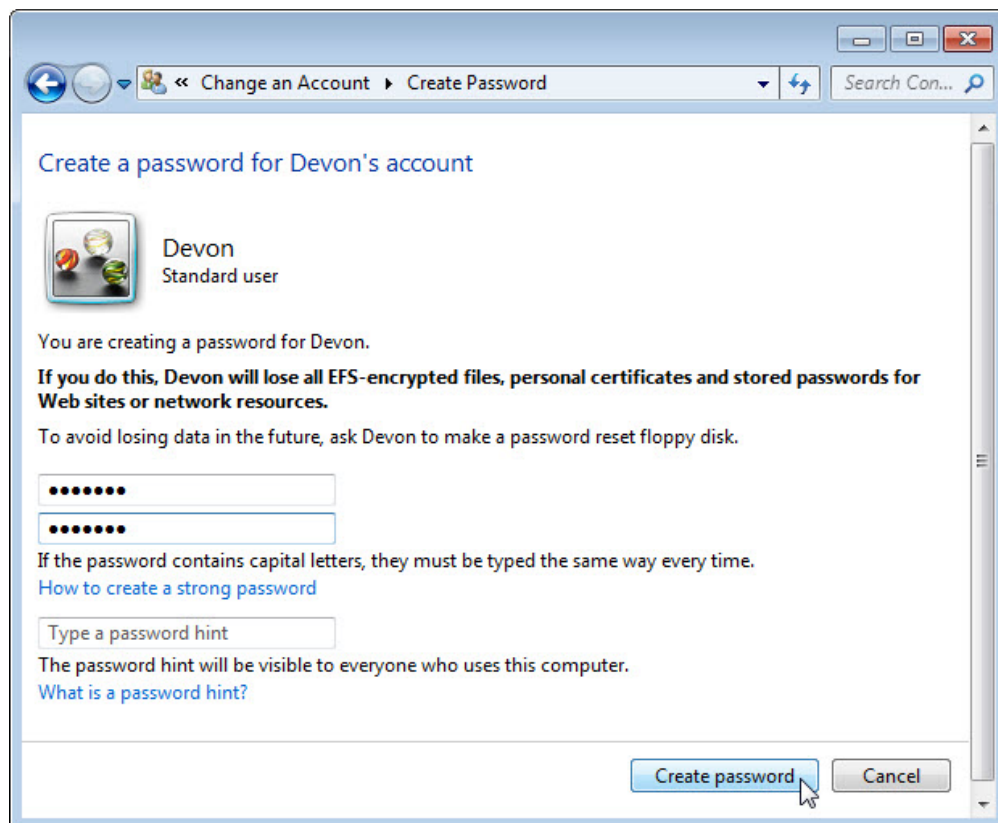 « Change an Account ▸ Create Password
Search Con...
Create a password for Devon's account
Devon
Standard user
You are creating a password for Devon.
If you do this, Devon will lose all EFS-encrypted files, personal certificates and stored passwords for
Web sites or network resources.
To avoid losing data in the future, ask Devon to make a password reset floppy disk.
•••••••
•••••••
If the password contains capital letters, they must be typed the same way every time.
How to create a strong password
Type a password hint
The password hint will be visible to everyone who uses this computer.
What is a password hint?
Create password
Cancel